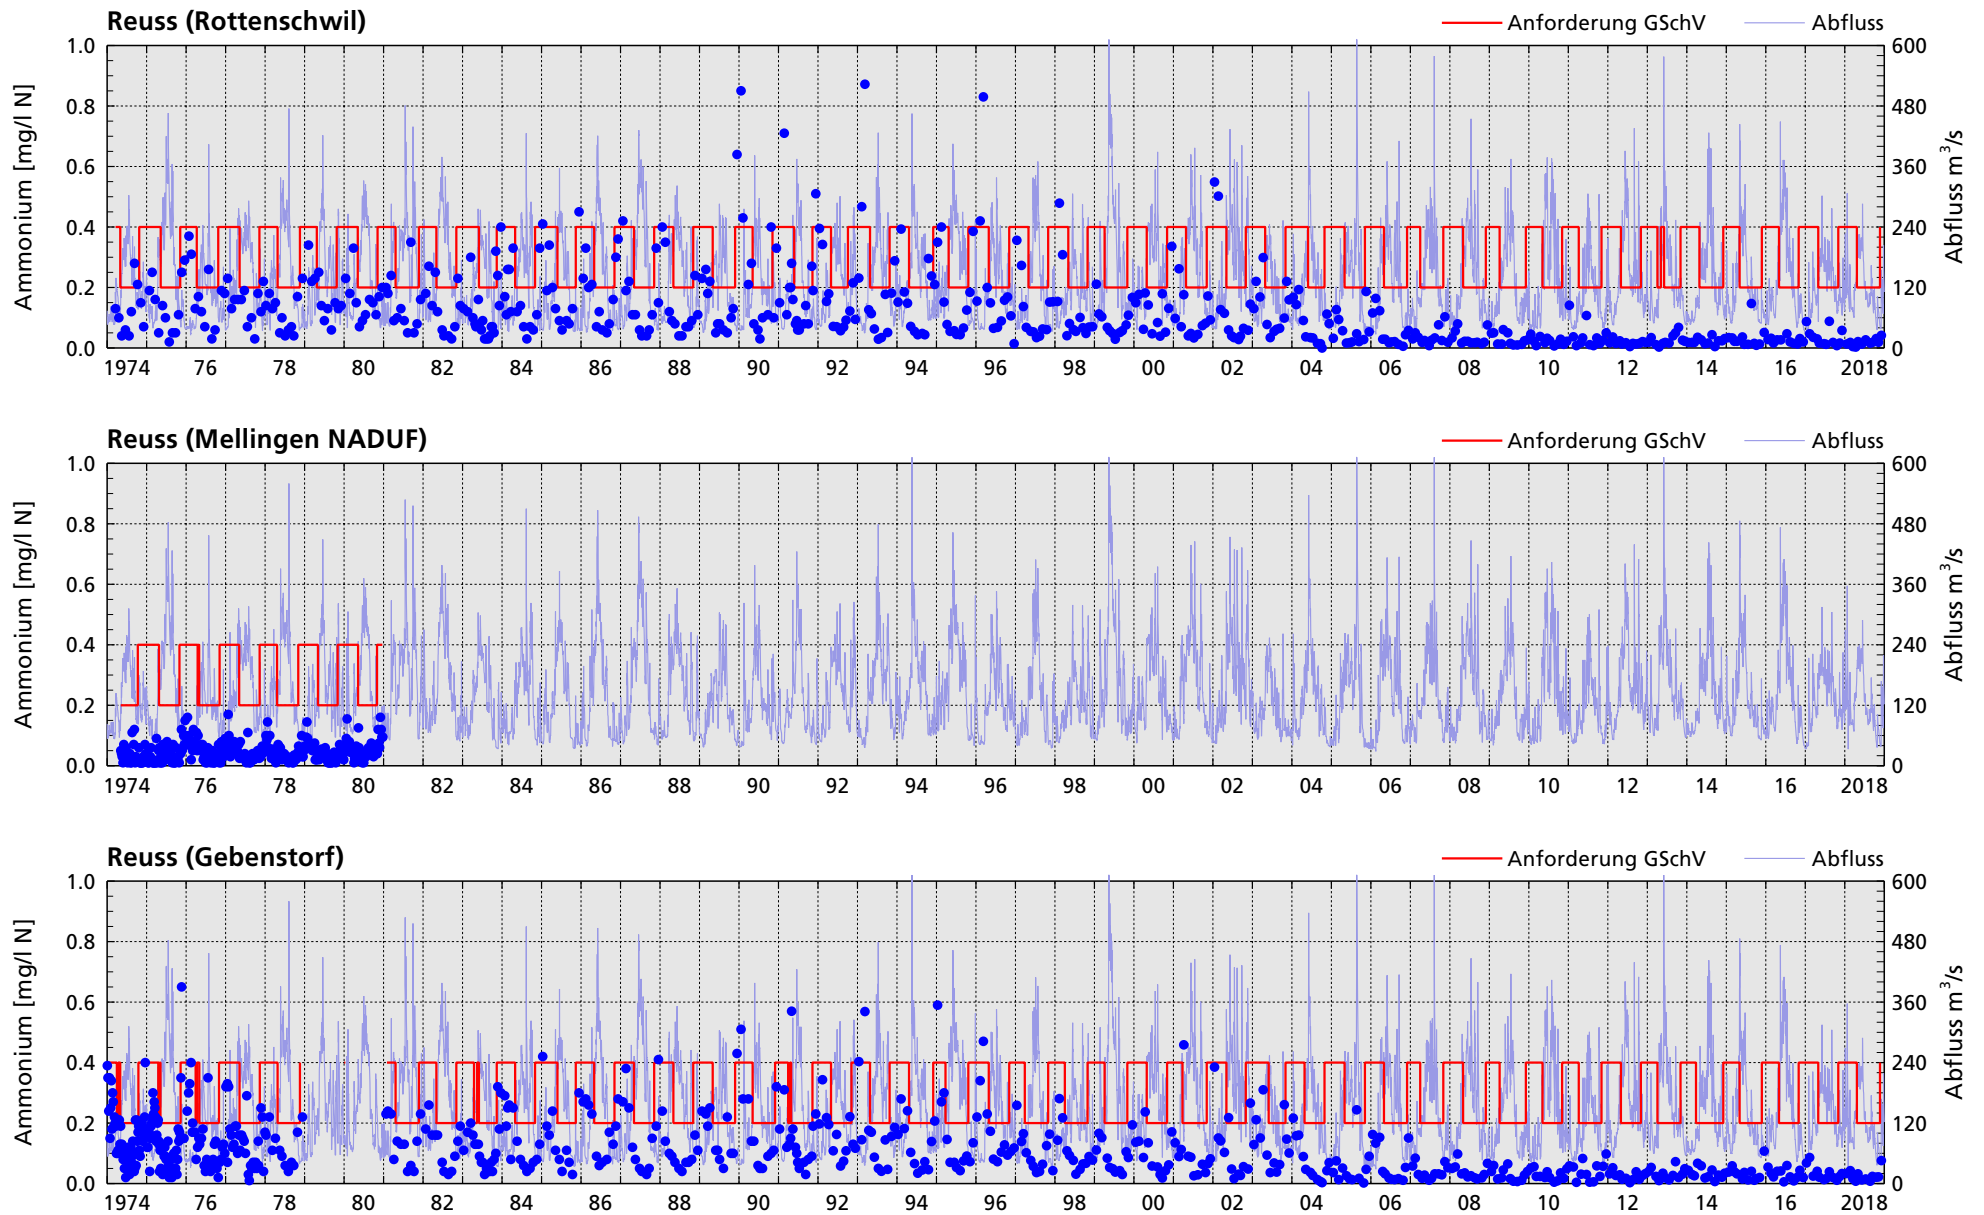 Reuss (Rottenschwil)
Anforderung GSchV Abfluss
Ammonium [mg/l N]
1.0
0.8
0.6
0.4
0.2
0.0
600
480
360
240
120
0
Abfluss m³/s
1974 76 78 80 82 84 86 88 90 92 94 96 98 00 02 04 06 08 10 12 14 16 2018
Reuss (Mellingen NADUF)
Anforderung GSchV Abfluss
Ammonium [mg/l N]
1.0
0.8
0.6
0.4
0.2
0.0
600
480
360
240
120
0
Abfluss m³/s
1974 76 78 80 82 84 86 88 90 92 94 96 98 00 02 04 06 08 10 12 14 16 2018
Reuss (Gebenstorf)
Anforderung GSchV Abfluss
Ammonium [mg/l N]
1.0
0.8
0.6
0.4
0.2
0.0
600
480
360
240
120
0
Abfluss m³/s
1974 76 78 80 82 84 86 88 90 92 94 96 98 00 02 04 06 08 10 12 14 16 2018